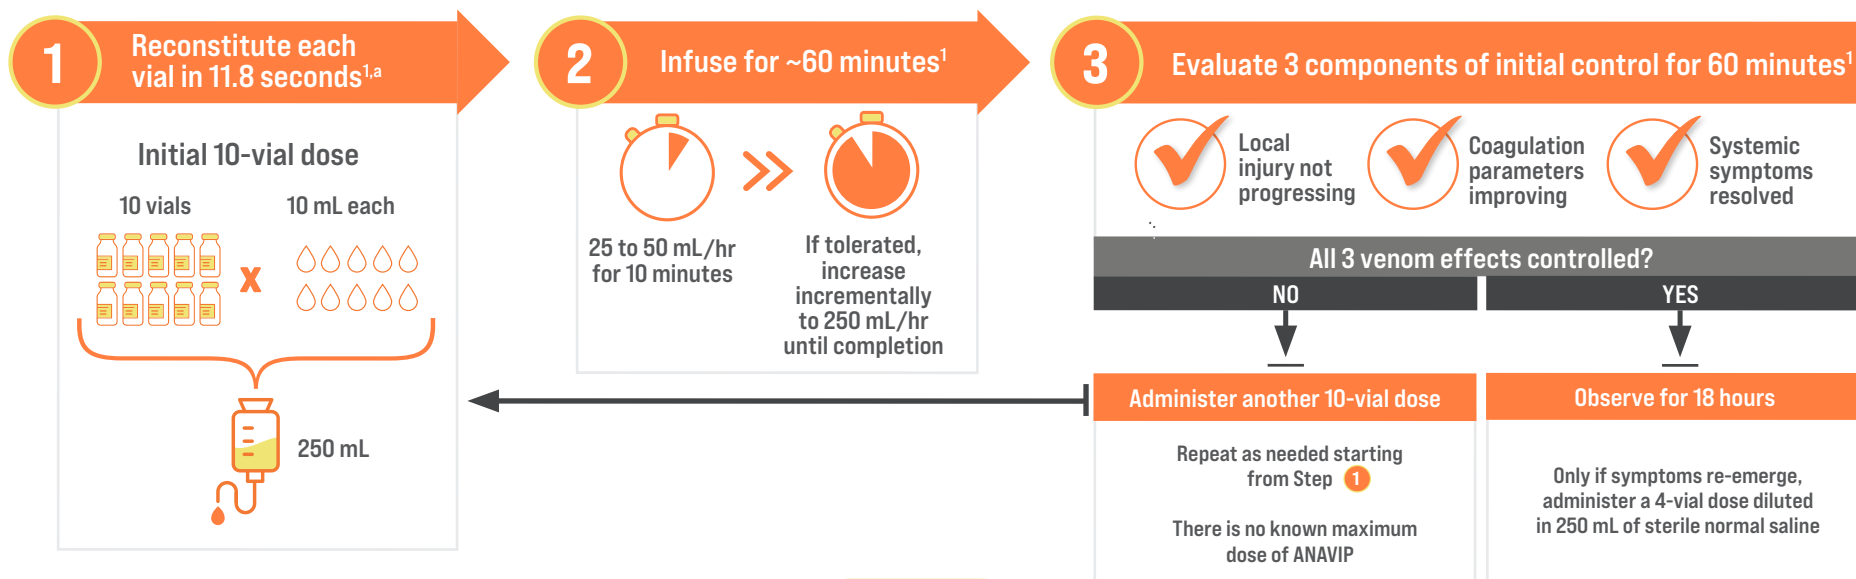 1
Reconstitute each
vial in 11.8 seconds1,a
Initial 10-vial dose
10 vials
10 mL each
x
250 mL
2
Infuse for ~60 minutes1
25 to 50 mL/hr
for 10 minutes
If tolerated,
increase
incrementally
to 250 mL/hr
until completion
3
Evaluate 3 components of initial control for 60 minutes1
Local
injury not
progressing
Coagulation
parameters
improving
Systemic
symptoms
resolved
All 3 venom effects controlled?
NO
YES
Administer another 10-vial dose
Repeat as needed starting
from Step 1
There is no known maximum
dose of ANAVIP
Observe for 18 hours
Only if symptoms re-emerge,
administer a 4-vial dose diluted
in 250 mL of sterile normal saline